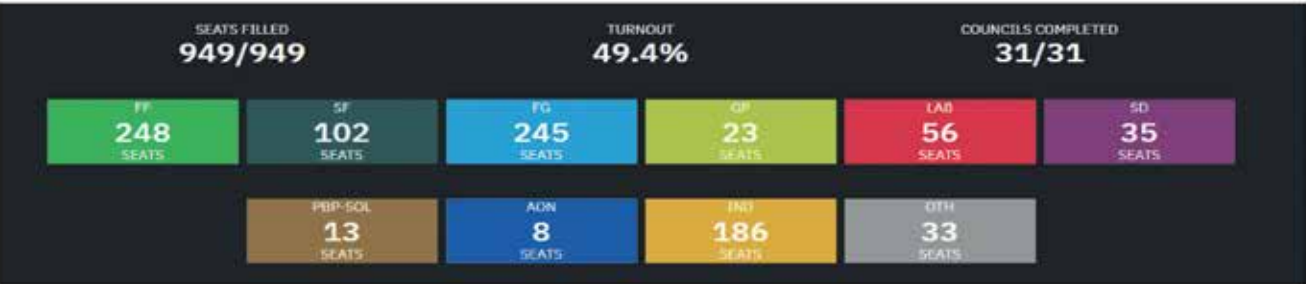 SEATS FILLED
949/949
TURNOUT
49.4%
COUNCILS COMPLETED
31/31
FF
248
SEATS
SF
102
SEATS
FG
245
SEATS
GP
23
SEATS
LAB
56
SEATS
SD
35
SEATS
PBP-SOL
13
SEATS
AON
8
SEATS
IND
186
SEATS
OTH
33
SEATS